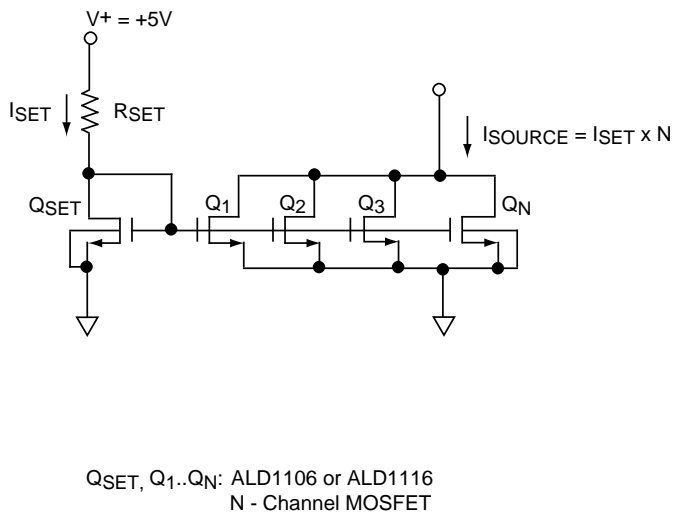 V+ = +5V
ISET
RSET
ISOURCE = ISET x N
QSET
Q1
Q2
Q3
QN
QSET, Q1..QN: ALD1106 or ALD1116
N - Channel MOSFET